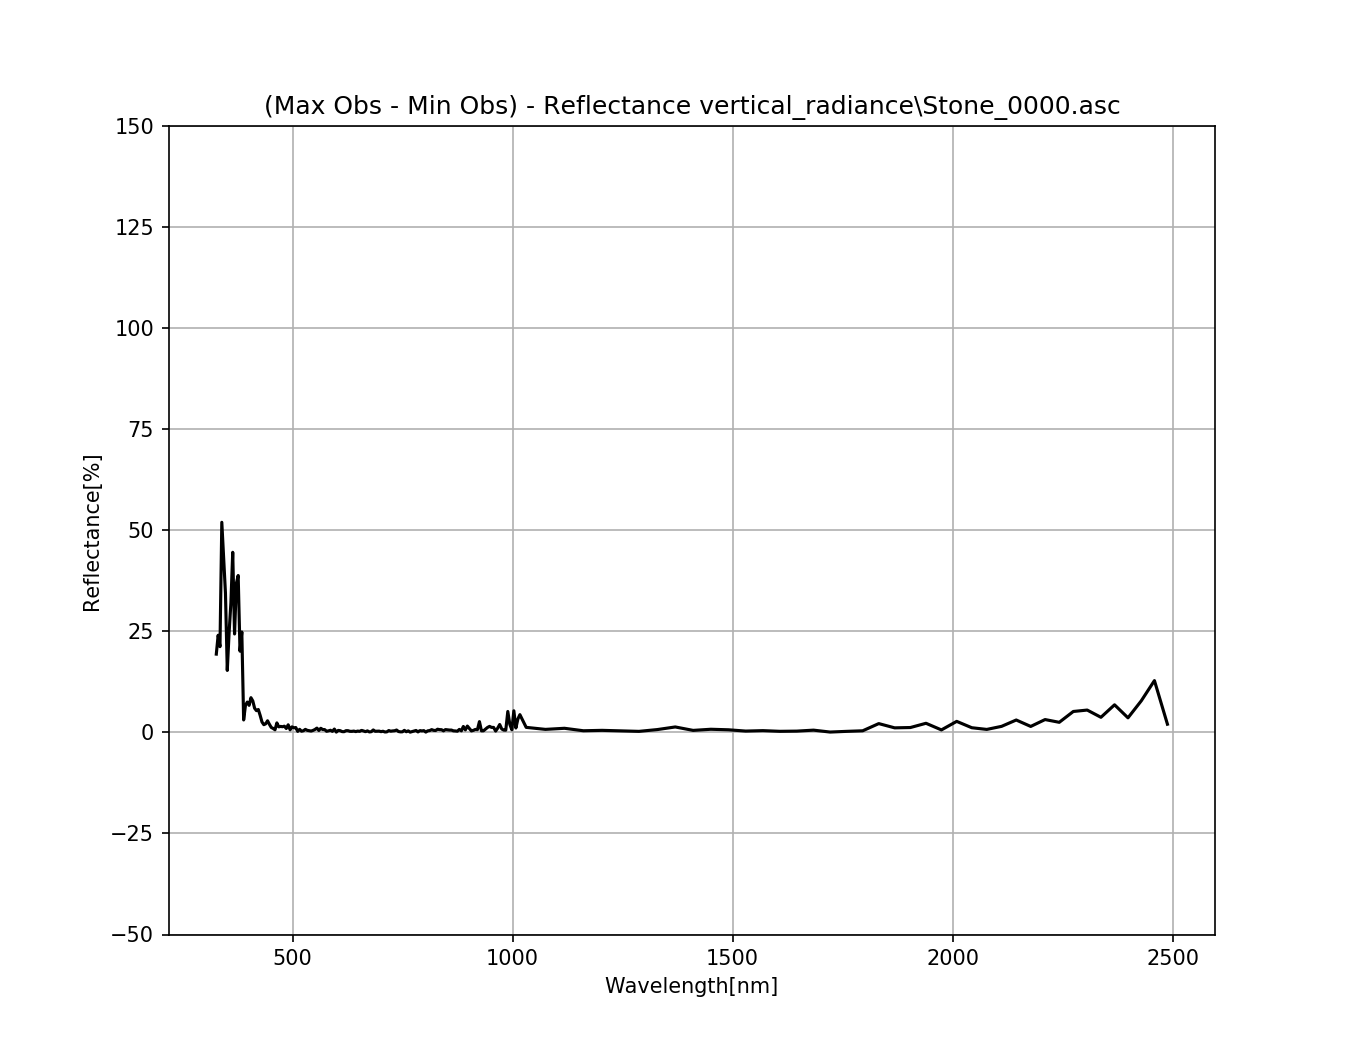 (Max Obs - Min Obs) - Reflectance vertical_radiance\Stone_0000.asc
150
125
100
75
50
25
0
−25
−50
Reflectance[%]
500 1000 1500 2000 2500
Wavelength[nm]